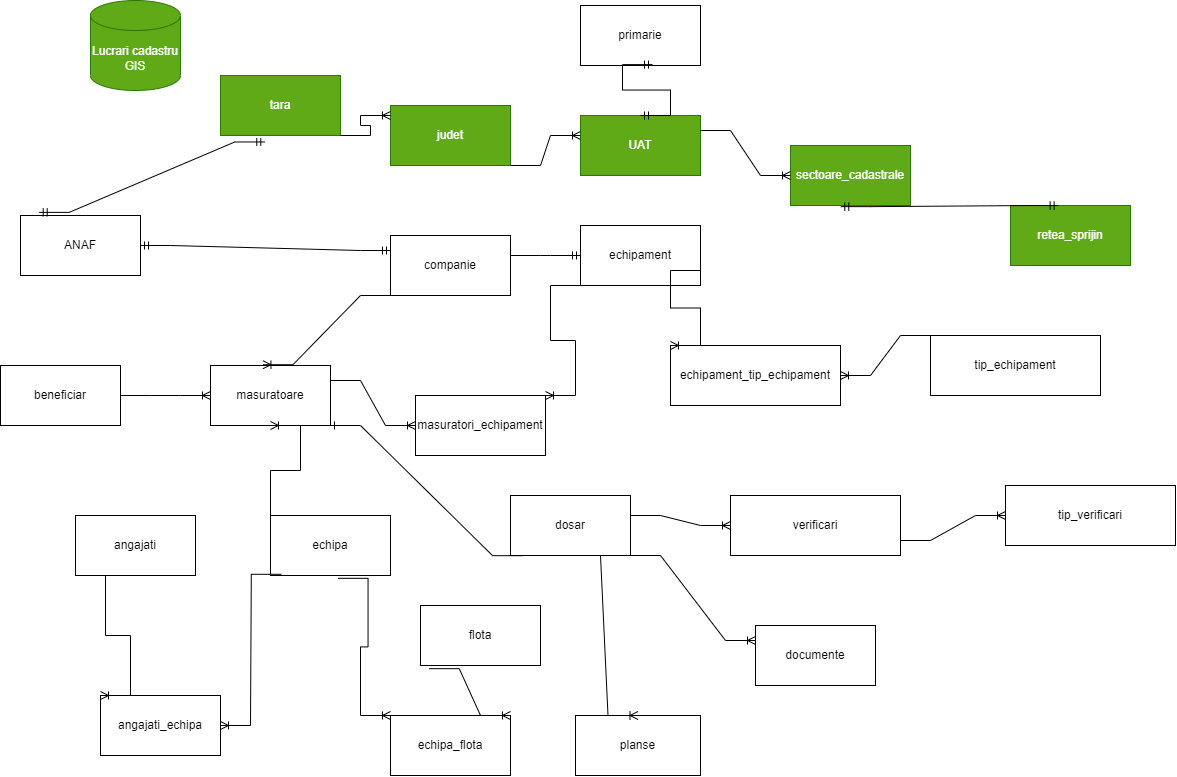 primarie
Lucrari cadastru
GIS
tara
judet
UAT
sectoare_cadastrale
retea_sprijin
ANAF
companie
echipament
echipament_tip_echipament
tip_echipament
beneficiar
masuratoare
masuratori_echipament
dosar
verificari
tip_verificari
angajati
echipa
flota
documente
angajati_echipa
echipa_flota
planse